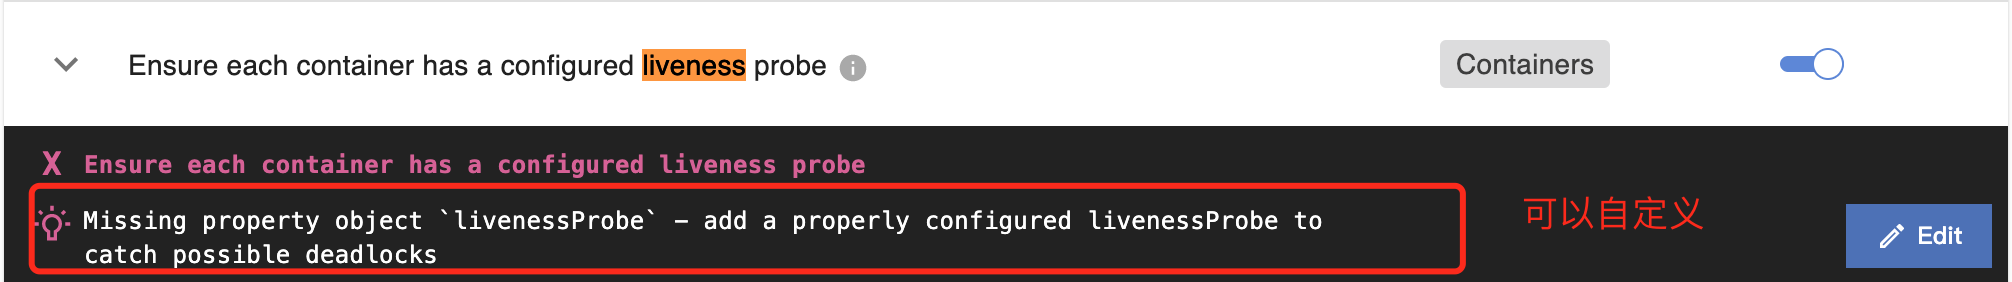 Ensure each container has a configured liveness probe
Containers
X Ensure each container has a configured liveness probe
Missing property object `livenessProbe` - add a properly configured livenessProbe to
catch possible deadlocks
可以自定义
Edit